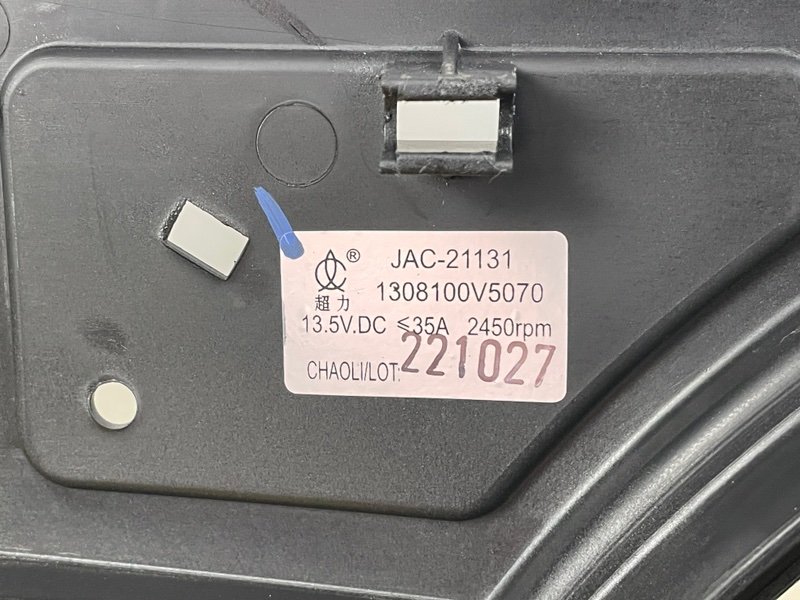 ® JAC-21131
超力 1308100V5070
13.5V.DC ≤35A 2450rpm
CHAOLI/LOT: 221027